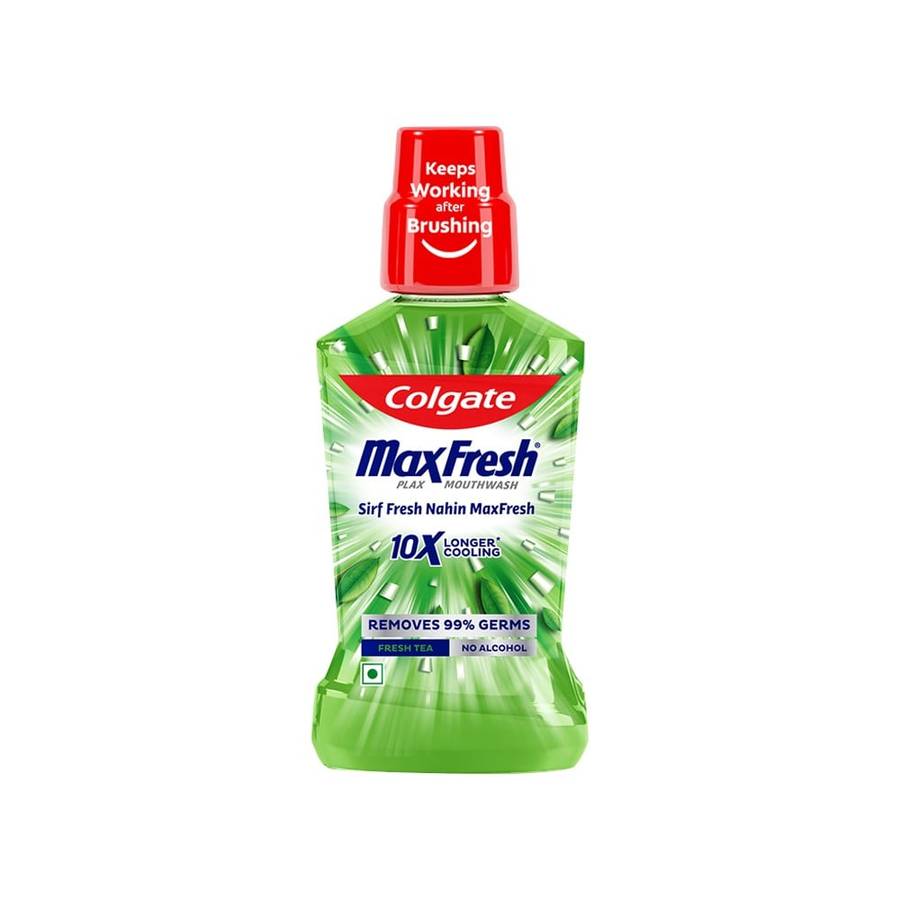 Keeps
Working
after
Brushing
Colgate
MaxFresh®
PLAX MOUTHWASH
Sirf Fresh Nahin MaxFresh
10X LONGER*
COOLING
REMOVES 99% GERMS
FRESH TEA NO ALCOHOL